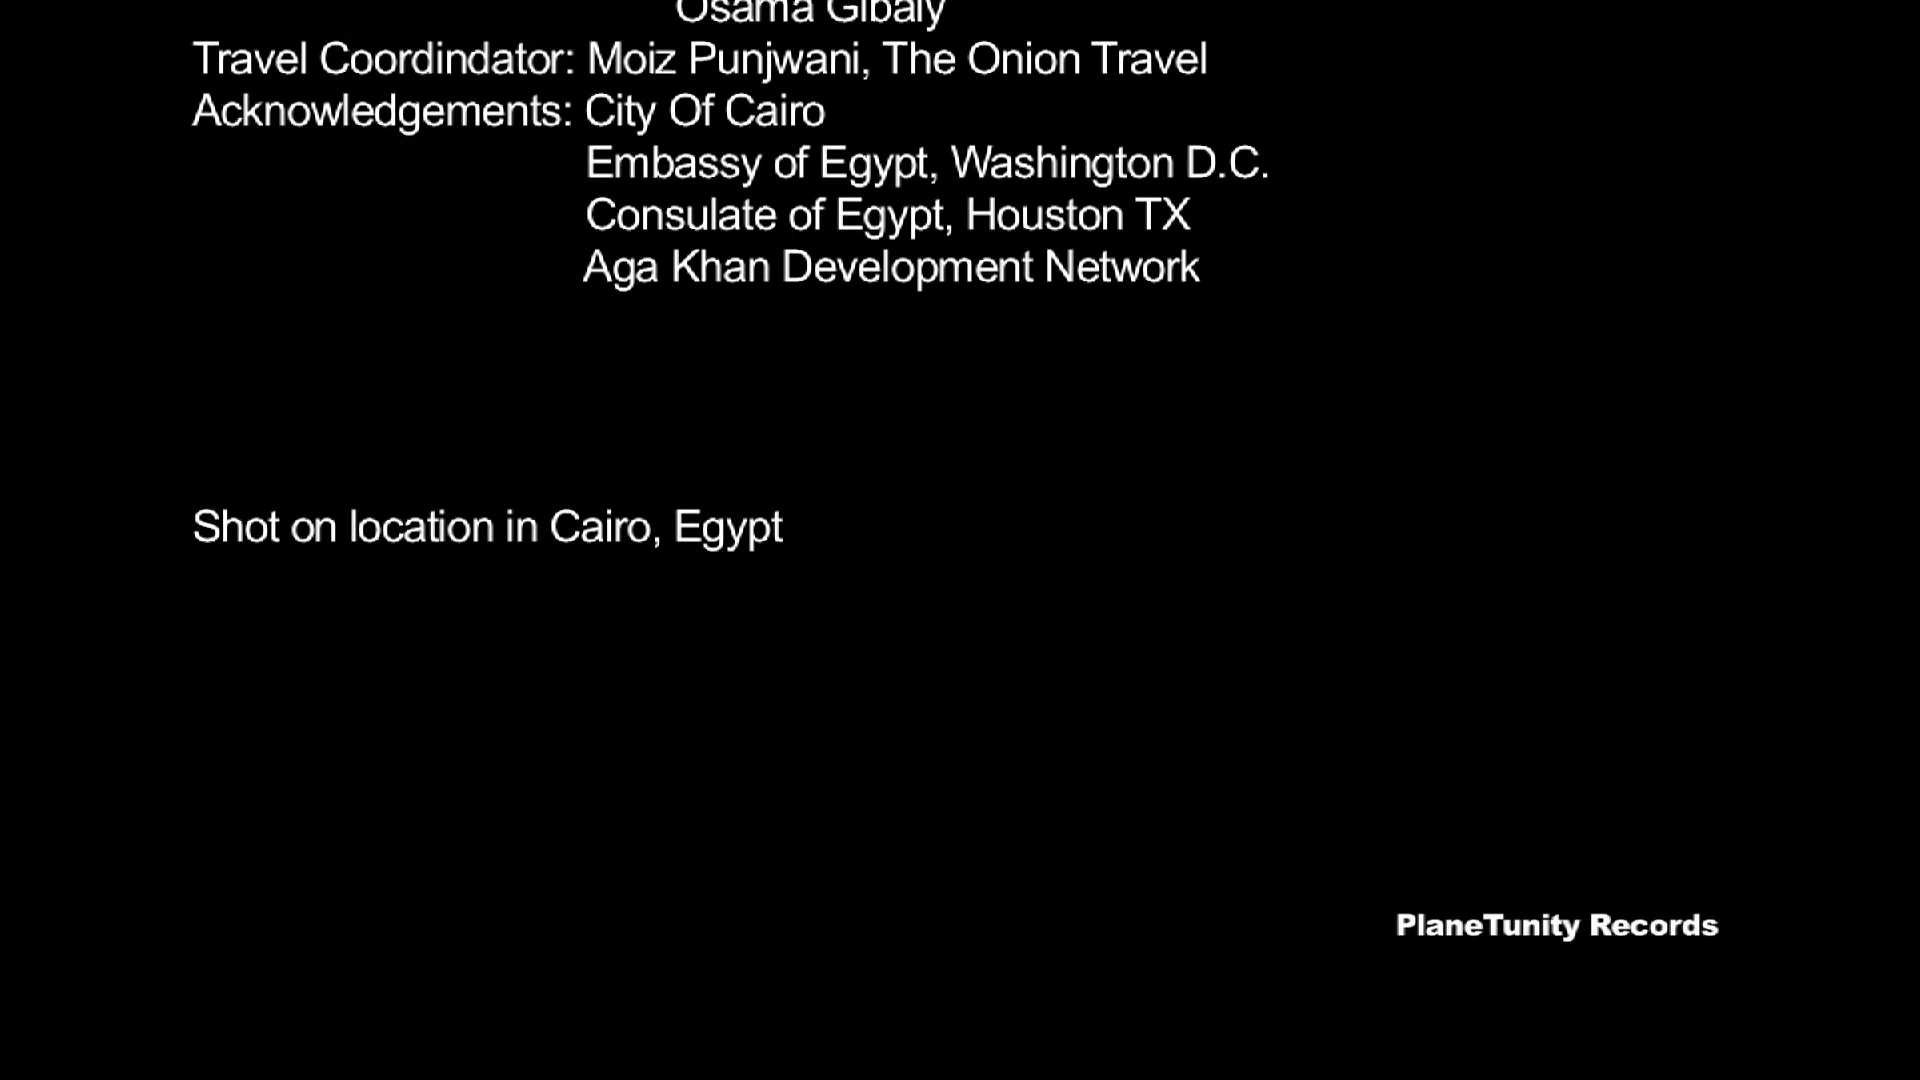 Osama Gibaly
Travel Coordindator: Moiz Punjwani, The Onion Travel
Acknowledgements: City Of Cairo
Embassy of Egypt, Washington D.C.
Consulate of Egypt, Houston TX
Aga Khan Development Network
Shot on location in Cairo, Egypt
PlaneTunity Records